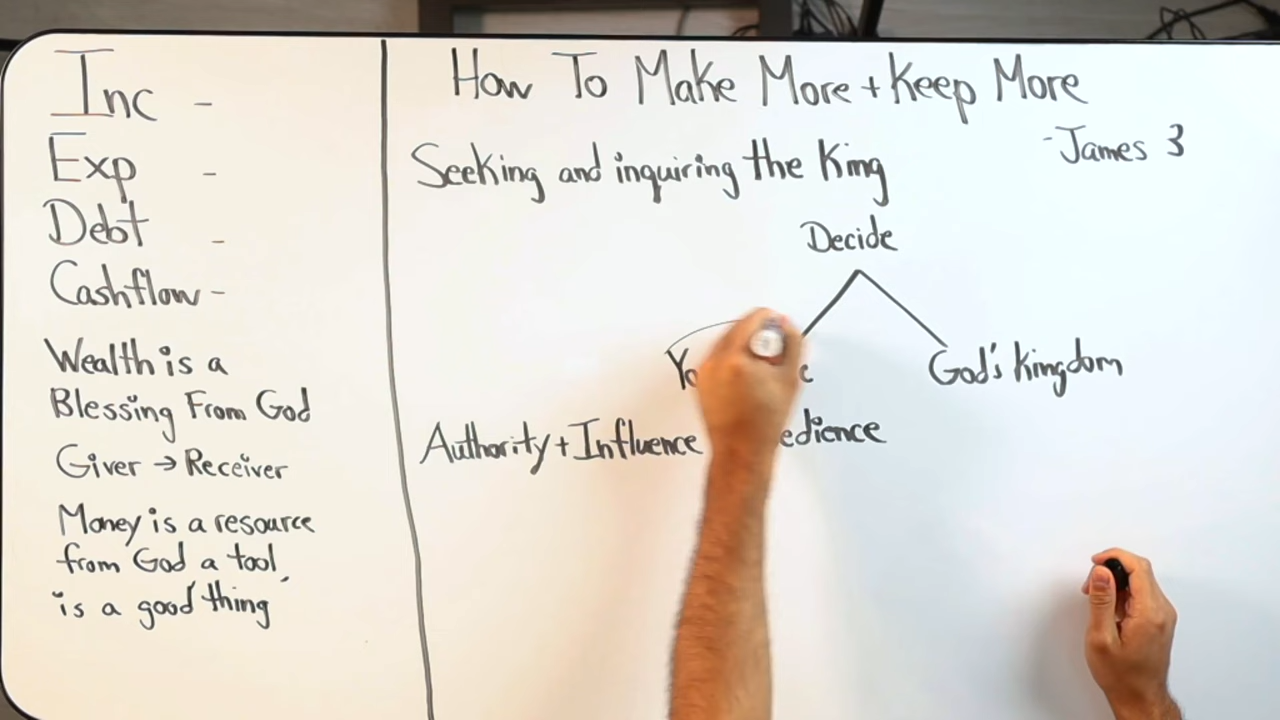 Inc -
Exp -
Debt -
Cashflow -
Wealth is a
Blessing From God
Giver → Receiver
Money is a resource
from God a tool,
is a good thing
How To Make More + Keep More
- James 3
Seeking and inquiring the King
Decide
God's Kingdom
Authority + Influence